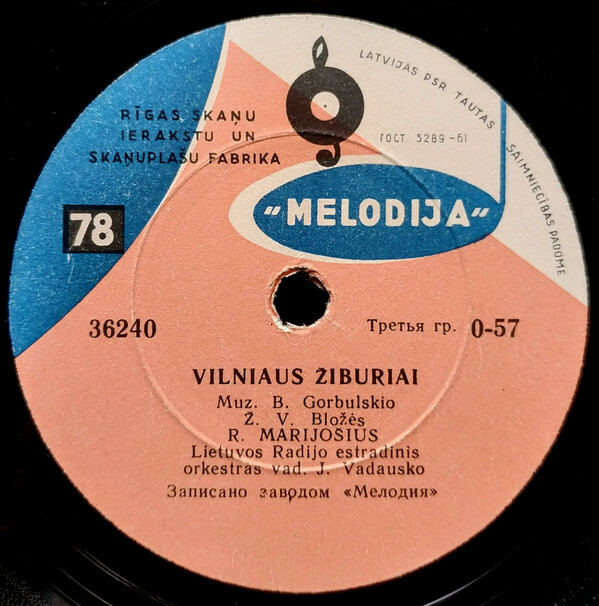 RĪGAS SKAŅU
IERAKSTU UN
SKAŅUPLAŠU FABRIKA
LATVIJAS PSR TAUTAS SAIMNIECĪBAS PADOME
ГОСТ 5289-61
"MELODIJA"
78
36240
Третья гр. 0-57
VILNIAUS ŽIBURIAI
Muz. B. Gorbulskio
Ž. V. Bložės
R. MARIJOŠIUS
Lietuvos Radijo estradinis
orkestras vad. J. Vadausko
Записано заводом «Мелодия»